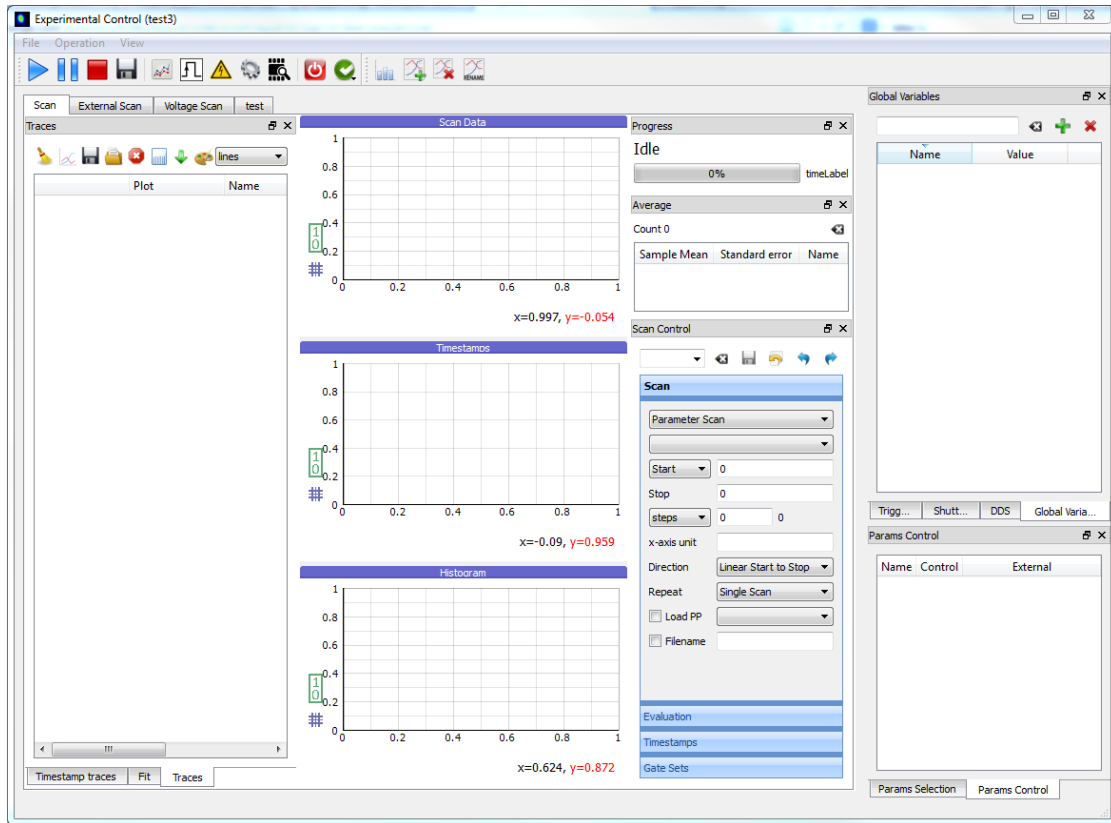 Experimental Control (test3)
File Operation View
RENAME
Scan External Scan Voltage Scan test
Traces
lines
Plot Name
Timestamp traces Fit Traces
Scan Data
1
0.8
0.6
0.4
0.2
0
0 0.2 0.4 0.6 0.8 1
1
0
x=0.997, y=-0.054
Timestamps
1
0.8
0.6
0.4
0.2
0
0 0.2 0.4 0.6 0.8 1
1
0
x=-0.09, y=0.959
Histogram
1
0.8
0.6
0.4
0.2
0
0 0.2 0.4 0.6 0.8 1
1
0
x=0.624, y=0.872
Progress
Idle
0% timeLabel
Average
Count 0
Sample Mean Standard error Name
Scan Control
Scan
Parameter Scan
Start 0
Stop 0
steps 0 0
x-axis unit
Direction Linear Start to Stop
Repeat Single Scan
Load PP
Filename
Evaluation
Timestamps
Gate Sets
Global Variables
Name Value
Trigg... Shutt... DDS Global Varia...
Params Control
Name Control External
Params Selection Params Control